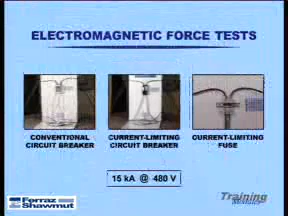 ELECTROMAGNETIC FORCE TESTS
CONVENTIONAL
CIRCUIT BREAKER
CURRENT-LIMITING
CIRCUIT BREAKER
CURRENT-LIMITING
FUSE
15 kA @ 480 V
Ferraz
Shawmut
Training